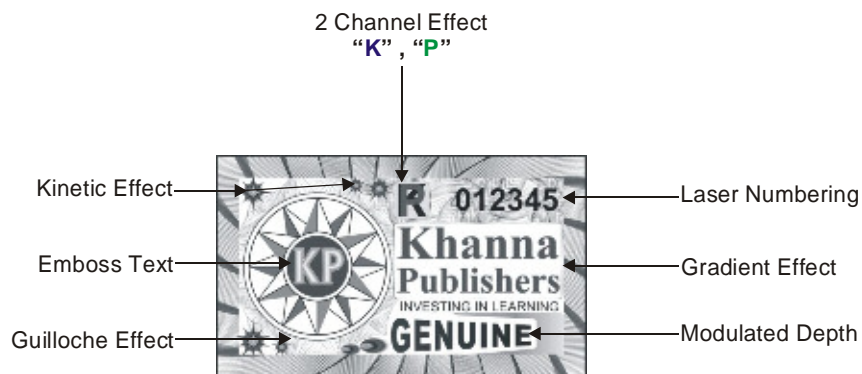 2 Channel Effect
“K” , “P”
Kinetic Effect
Emboss Text
Guilloche Effect
KP
012345
Khanna
Publishers
INVESTING IN LEARNING
GENUINE
Laser Numbering
Gradient Effect
Modulated Depth